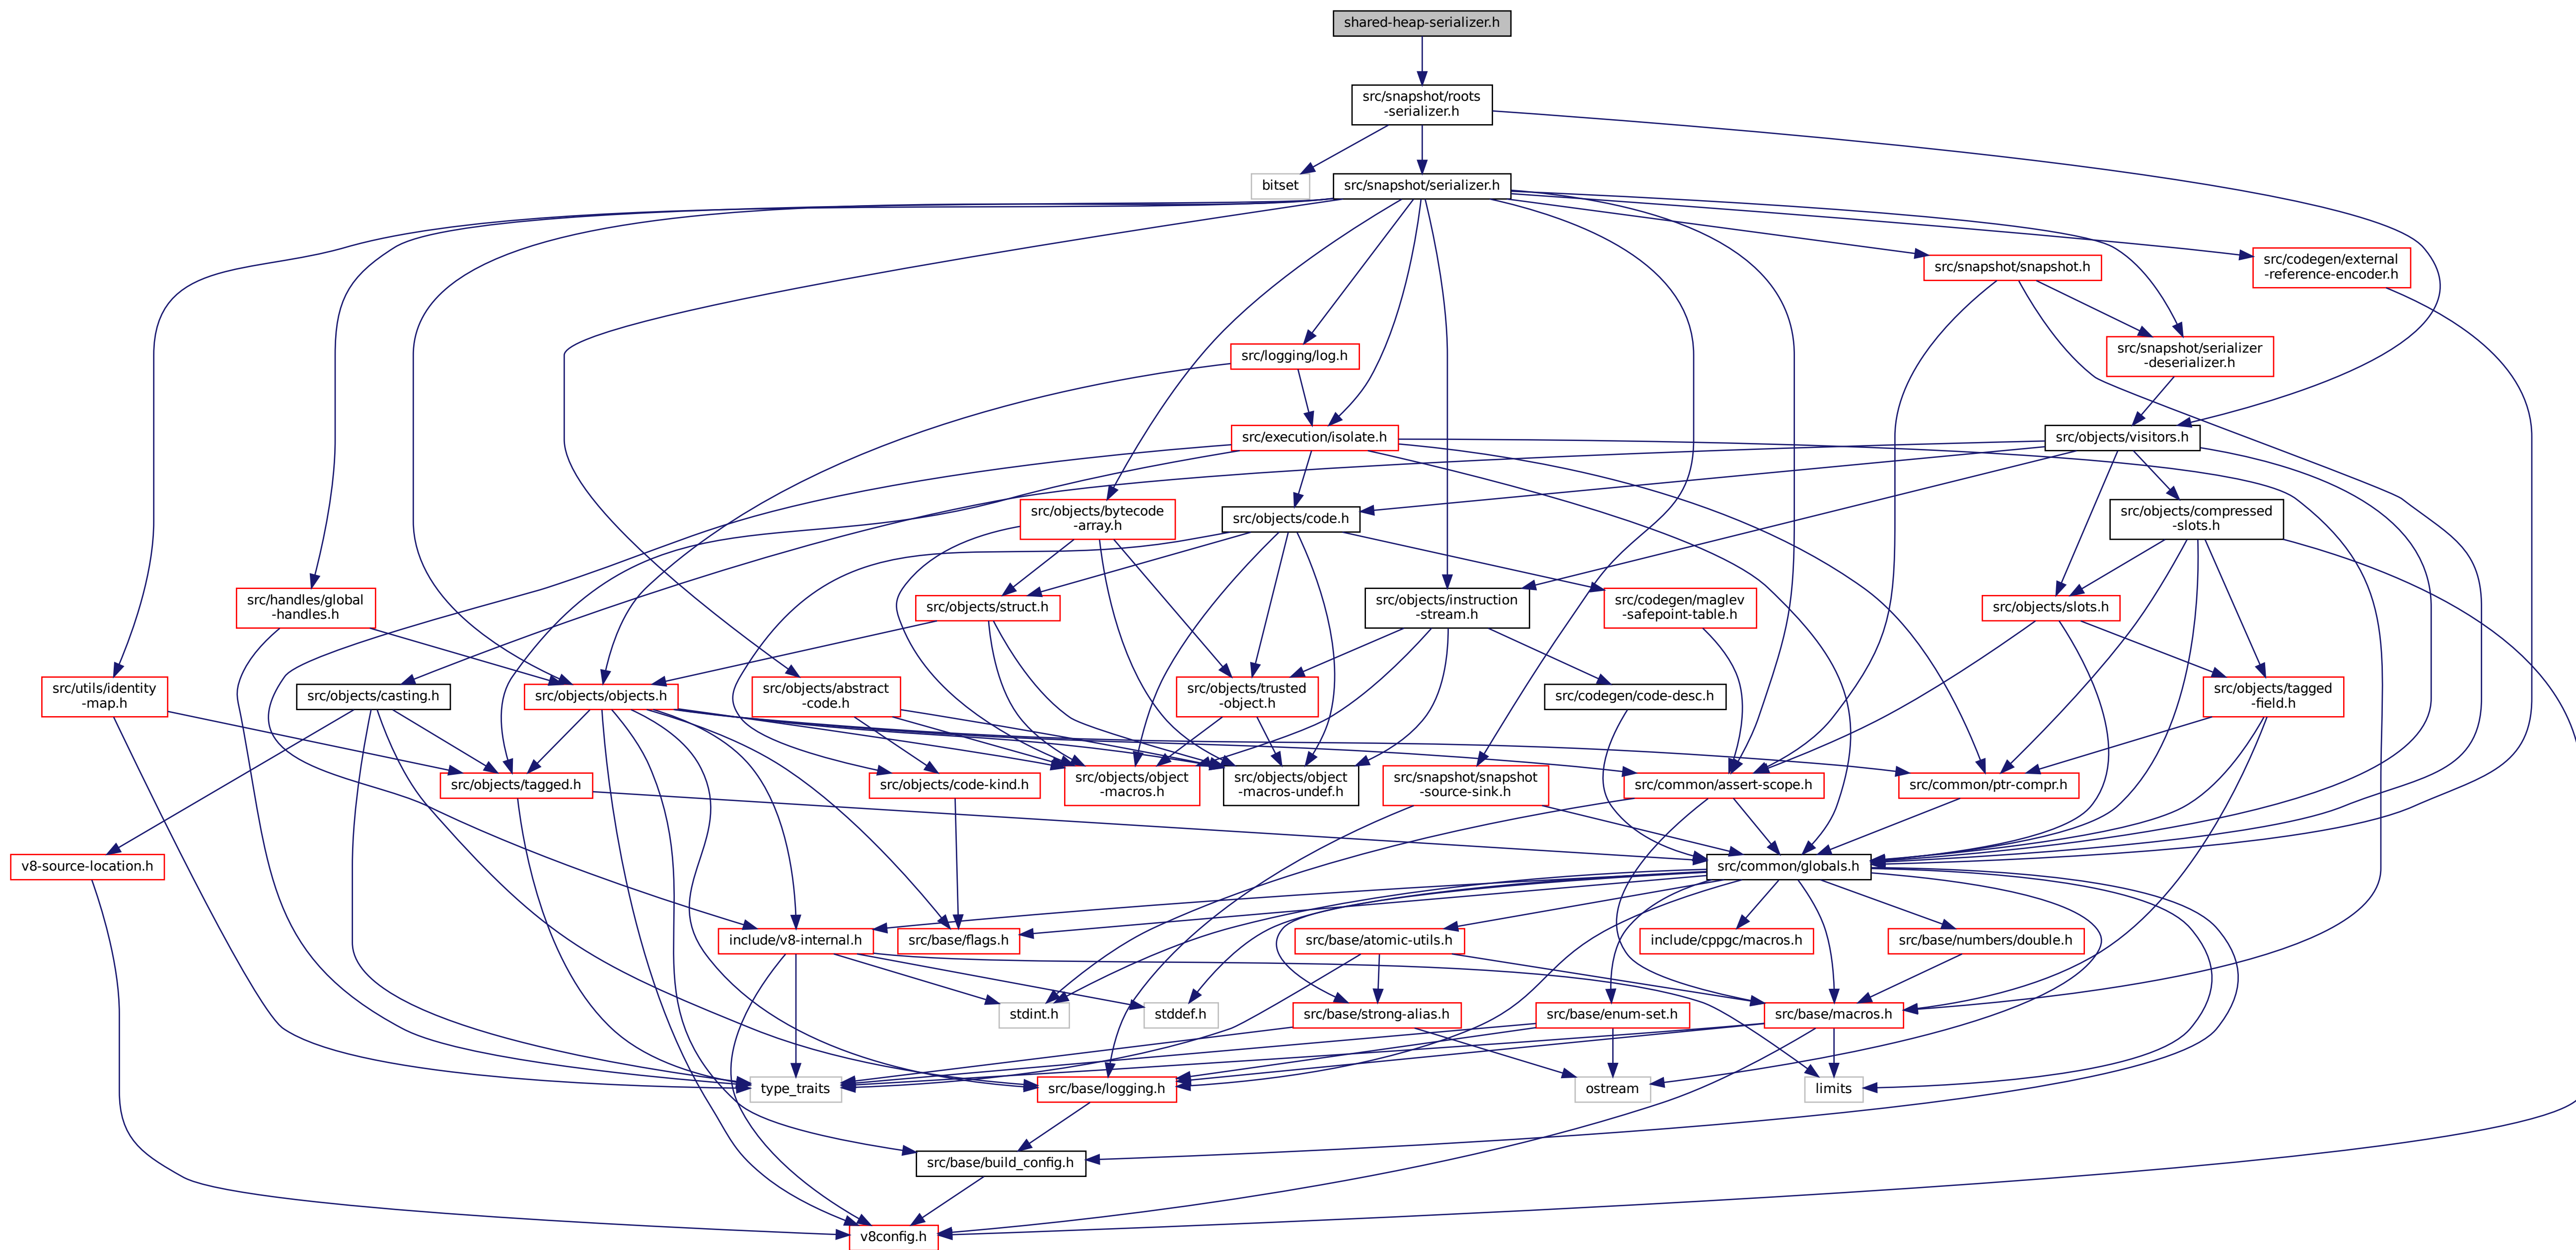 shared-heap-serializer.h
src/snapshot/roots
-serializer.h
bitset
src/snapshot/serializer.h
src/snapshot/snapshot.h
src/codegen/external
-reference-encoder.h
src/logging/log.h
src/snapshot/serializer
-deserializer.h
src/execution/isolate.h
src/objects/visitors.h
src/objects/bytecode
-array.h
src/objects/code.h
src/objects/compressed
-slots.h
src/handles/global
-handles.h
src/objects/struct.h
src/objects/instruction
-stream.h
src/codegen/maglev
-safepoint-table.h
src/objects/slots.h
src/utils/identity
-map.h
src/objects/casting.h
src/objects/objects.h
src/objects/abstract
-code.h
src/objects/trusted
-object.h
src/codegen/code-desc.h
src/objects/tagged
-field.h
src/objects/tagged.h
src/objects/code-kind.h
src/objects/object
-macros.h
src/objects/object
-macros-undef.h
src/snapshot/snapshot
-source-sink.h
src/common/assert-scope.h
src/common/ptr-compr.h
v8-source-location.h
src/common/globals.h
include/v8-internal.h
src/base/flags.h
src/base/atomic-utils.h
include/cppgc/macros.h
src/base/numbers/double.h
stdint.h
stddef.h
src/base/strong-alias.h
src/base/enum-set.h
src/base/macros.h
type_traits
src/base/logging.h
ostream
limits
src/base/build_config.h
v8config.h